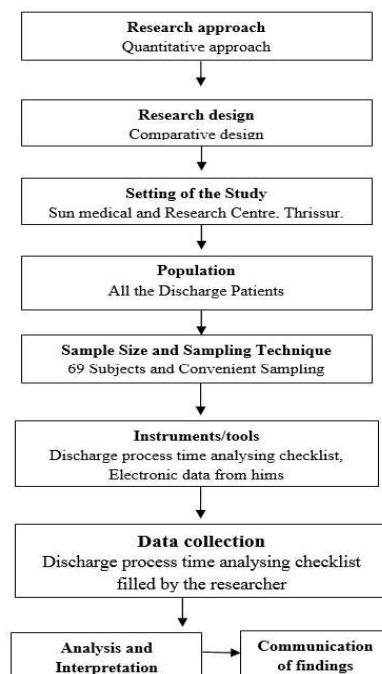 Research approach
Quantitative approach
Research design
Comparative design
Setting of the Study
Sun medical and Research Centre, Thrissur.
Population
All the Discharge Patients
Sample Size and Sampling Technique
69 Subjects and Convenient Sampling
Instruments/tools
Discharge process time analysing checklist,
Electronic data from hims
Data collection
Discharge process time analysing checklist
filled by the researcher
Analysis and
Interpretation
Communication
of findings